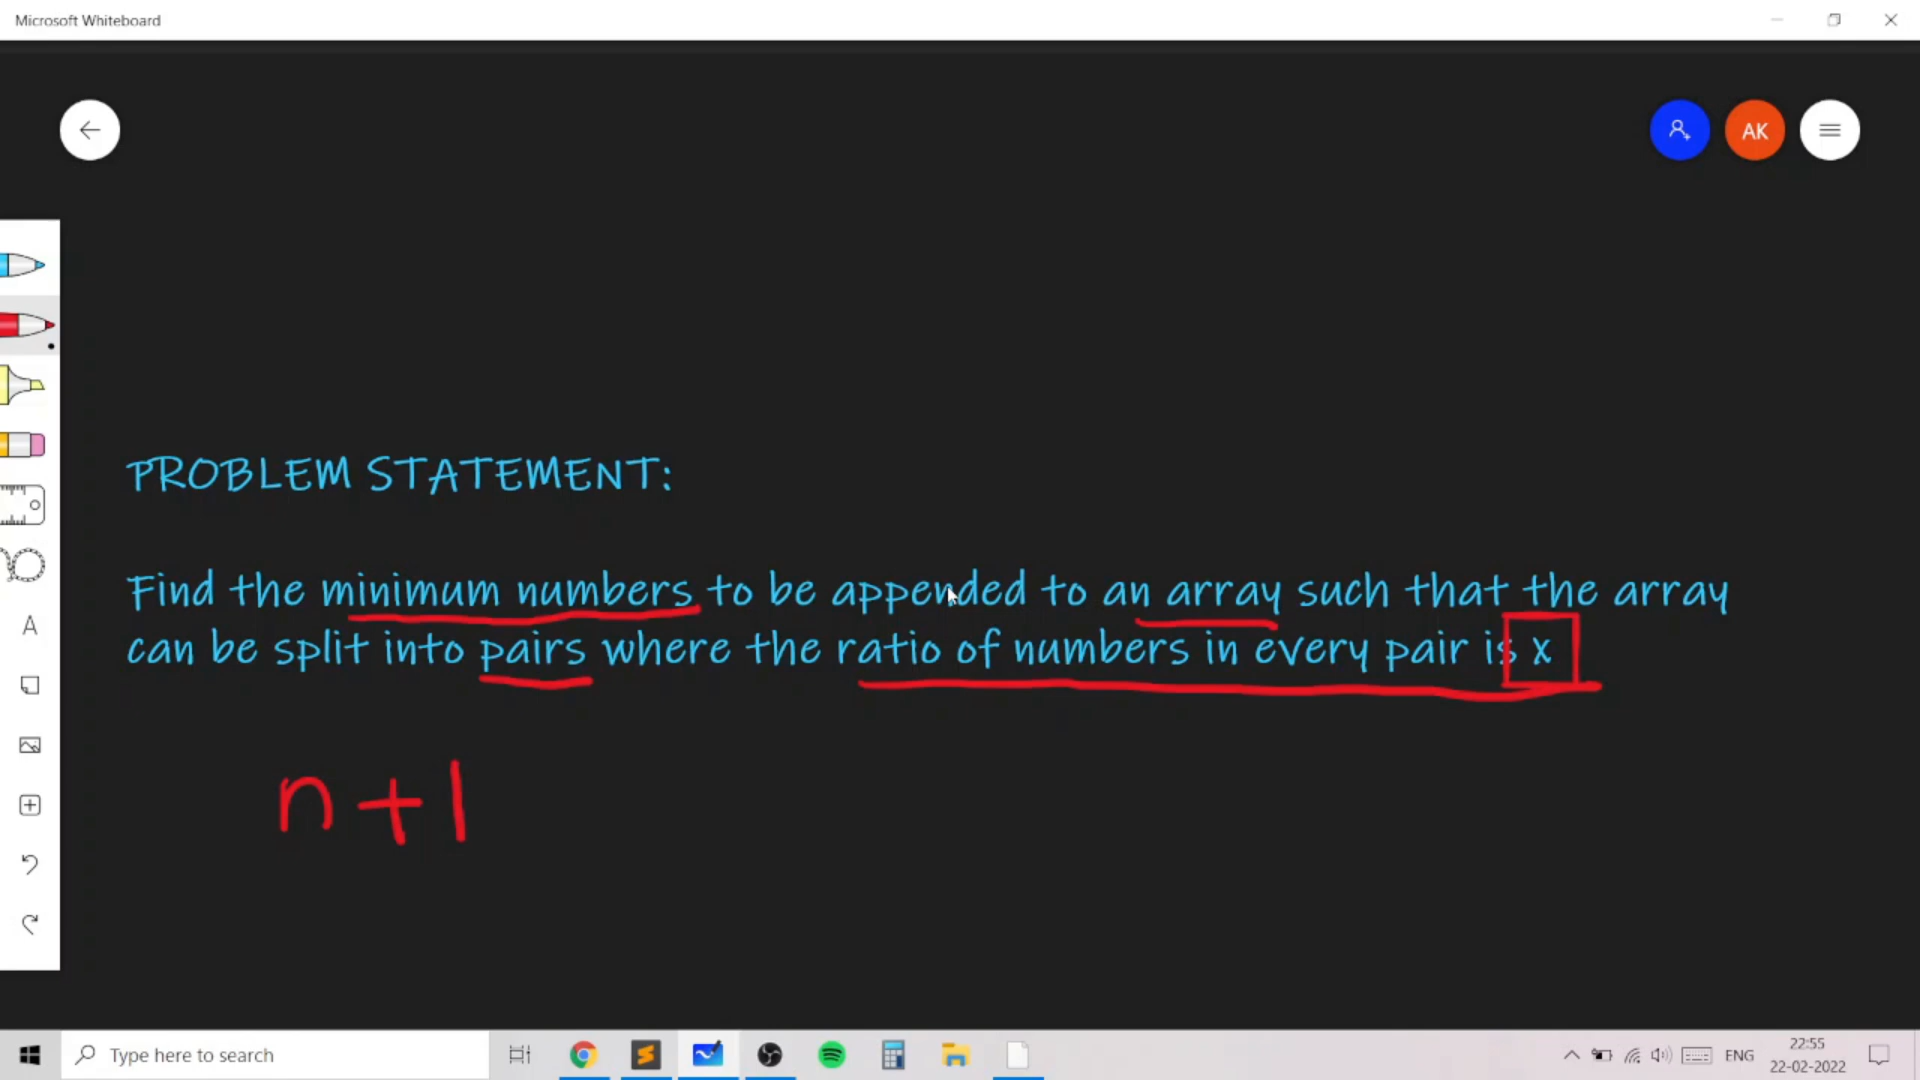 Microsoft Whiteboard
AK
PROBLEM STATEMENT:
Find the minimum numbers to be appended to an array such that the array
can be split into pairs where the ratio of numbers in every pair is x
n+1
Type here to search
ENG
22:55
22-02-2022